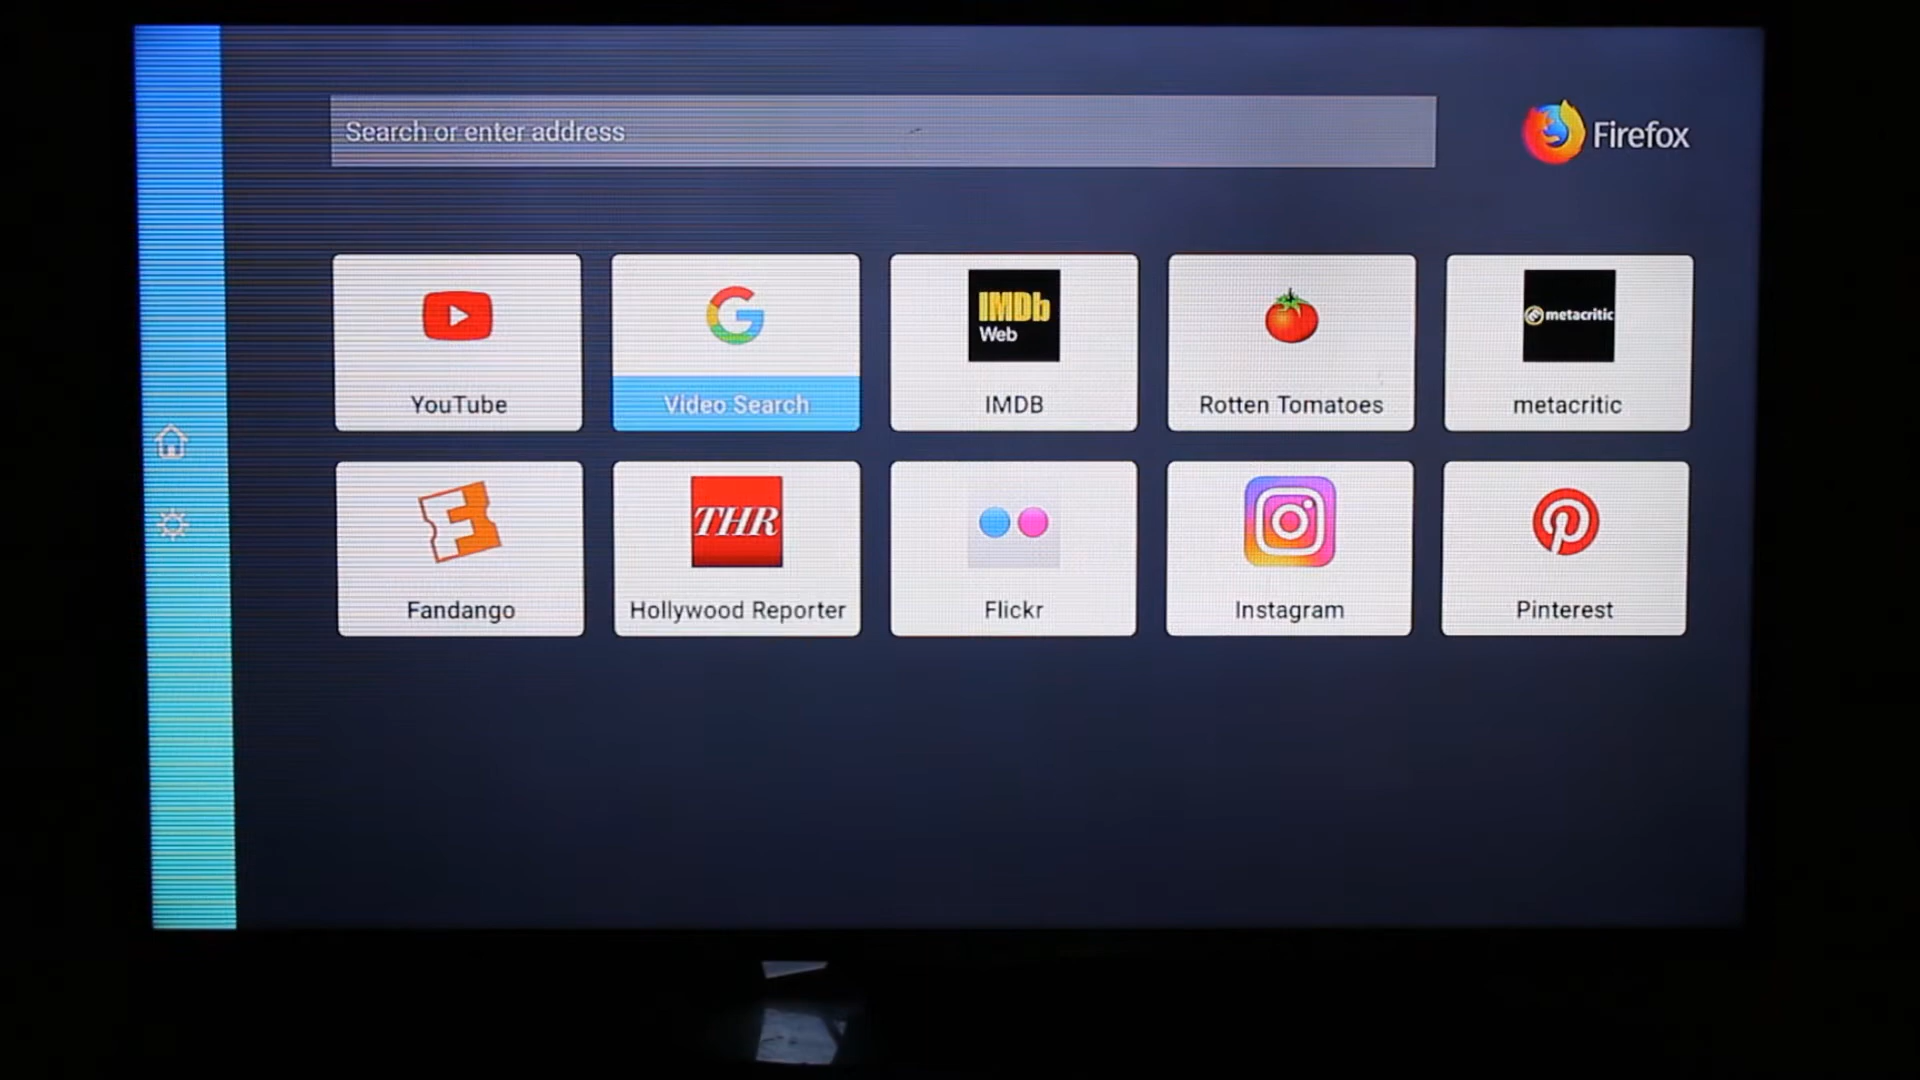 Search or enter address
Firefox
IMDb
Web
metacritic
YouTube
Video Search
IMDB
Rotten Tomatoes
metacritic
THR
Fandango
Hollywood Reporter
Flickr
Instagram
Pinterest